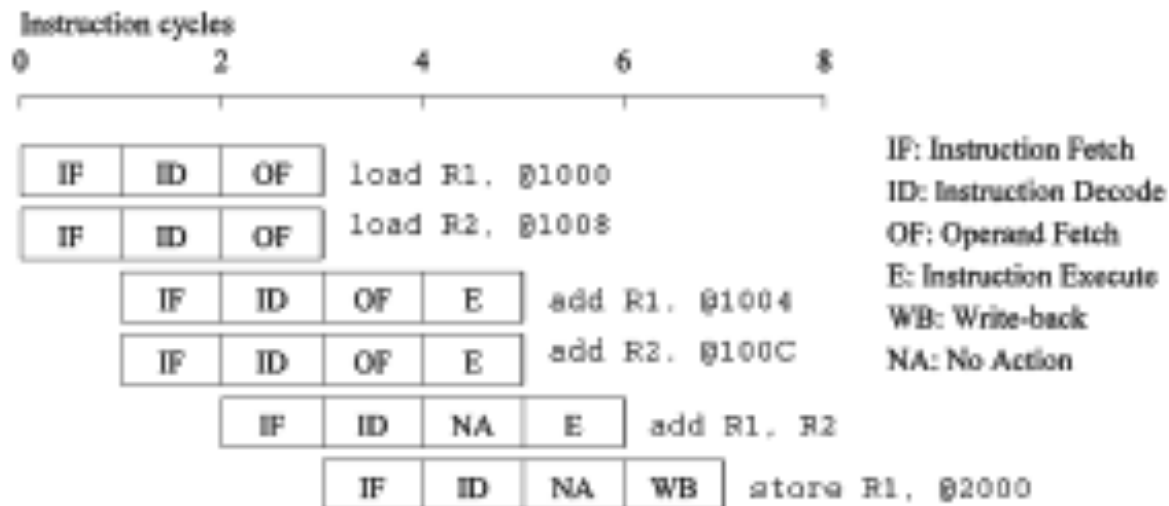 Instruction cycles
0 2 4 6 8
IF ID OF load R1, @1000
IF ID OF load R2, @1008
IF ID OF E add R1, @1004
IF ID OF E add R2, @100C
IF ID NA E add R1, R2
IF ID NA WB store R1, @2000
IF: Instruction Fetch
ID: Instruction Decode
OF: Operand Fetch
E: Instruction Execute
WB: Write-back
NA: No Action